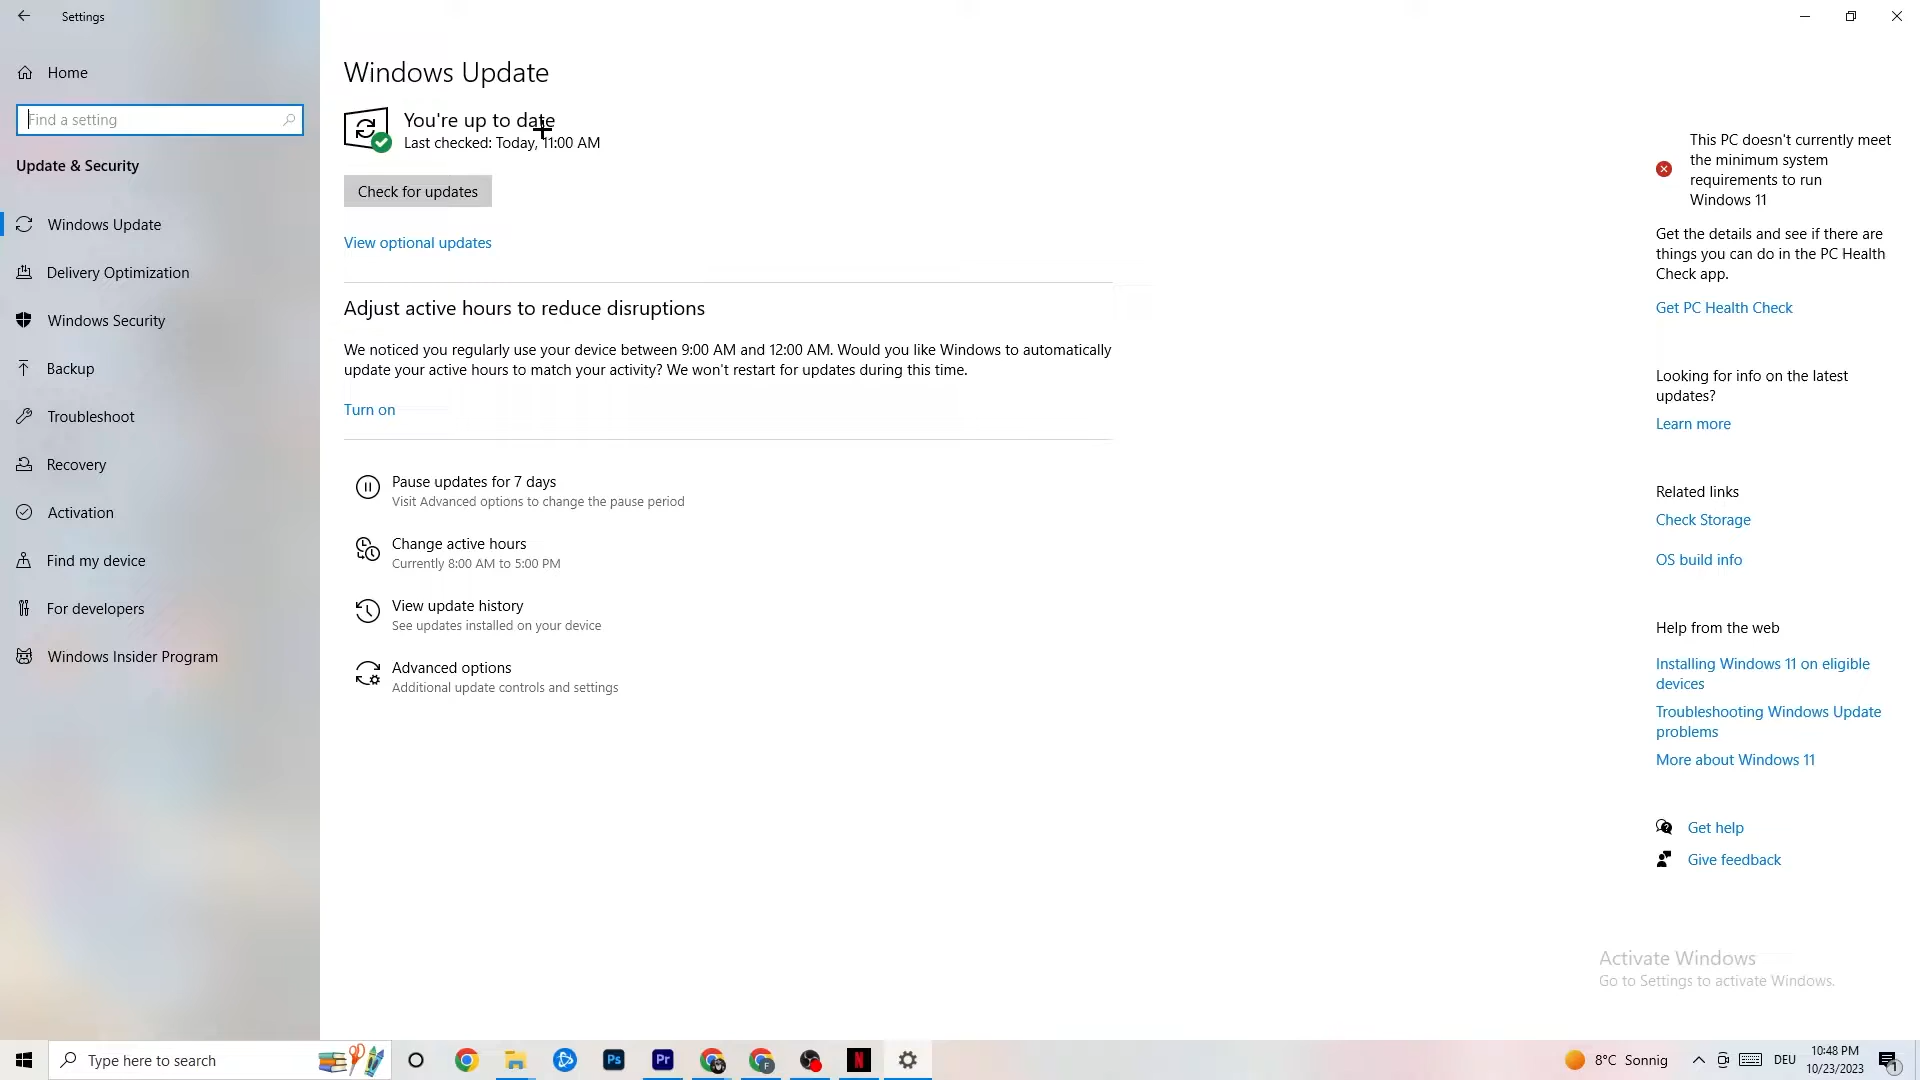 Settings
Home
Find a setting
Update & Security
Windows Update
Delivery Optimization
Windows Security
Backup
Troubleshoot
Recovery
Activation
Find my device
For developers
Windows Insider Program
Windows Update
You're up to date
Last checked: Today, 11:00 AM
Check for updates
View optional updates
Adjust active hours to reduce disruptions
We noticed you regularly use your device between 9:00 AM and 12:00 AM. Would you like Windows to automatically
update your active hours to match your activity? We won't restart for updates during this time.
Turn on
Pause updates for 7 days
Visit Advanced options to change the pause period
Change active hours
Currently 8:00 AM to 5:00 PM
View update history
See updates installed on your device
Advanced options
Additional update controls and settings
This PC doesn't currently meet
the minimum system
requirements to run
Windows 11
Get the details and see if there are
things you can do in the PC Health
Check app.
Get PC Health Check
Looking for info on the latest
updates?
Learn more
Related links
Check Storage
OS build info
Help from the web
Installing Windows 11 on eligible
devices
Troubleshooting Windows Update
problems
More about Windows 11
Get help
Give feedback
Activate Windows
Go to Settings to activate Windows.
Type here to search
Ps
Pr
F
N
8°C Sonnig
DEU
10:48 PM
10/23/2023
1